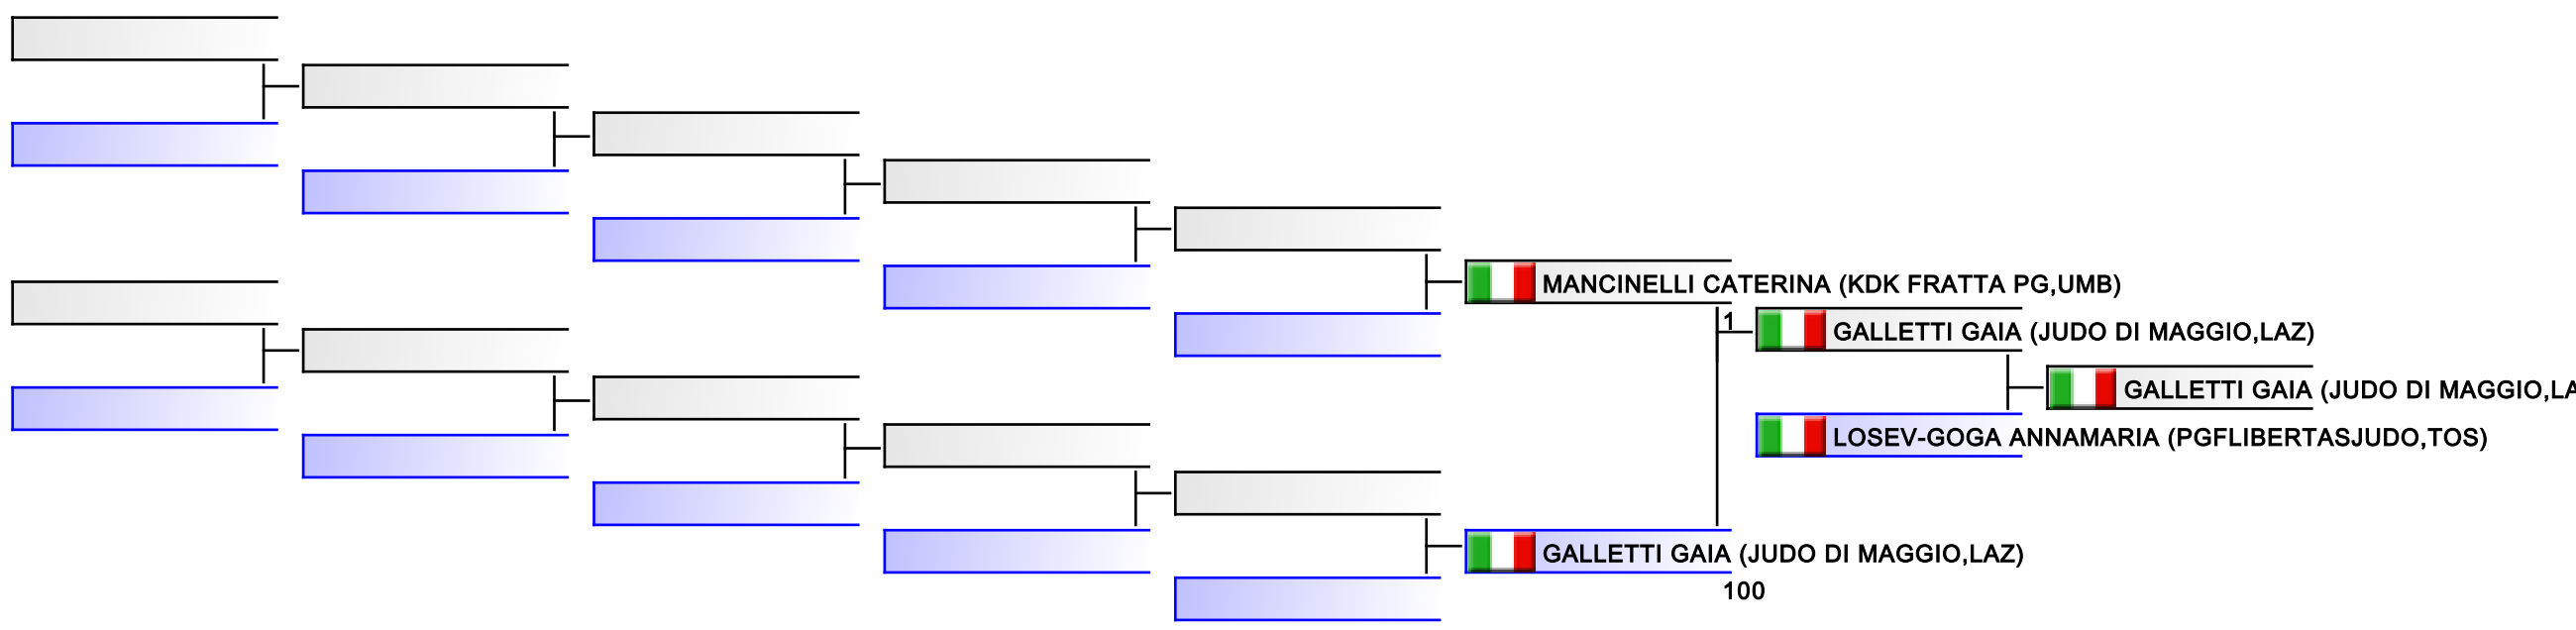 MANCINELLI CATERINA (KDK FRATTA PG,UMB)
1
GALLETTI GAIA (JUDO DI MAGGIO,LAZ)
GALLETTI GAIA (JUDO DI MAGGIO,LA
LOSEV-GOGA ANNAMARIA (PGFLIBERTASJUDO,TOS)
GALLETTI GAIA (JUDO DI MAGGIO,LAZ)
100